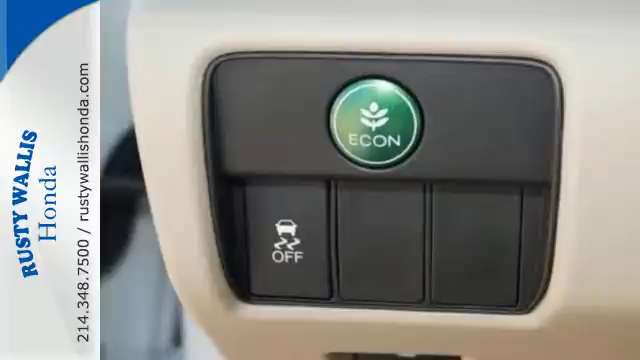 RUSTY WALLIS
Honda
214.348.7500 / rustywallishonda.com
ECON
OFF